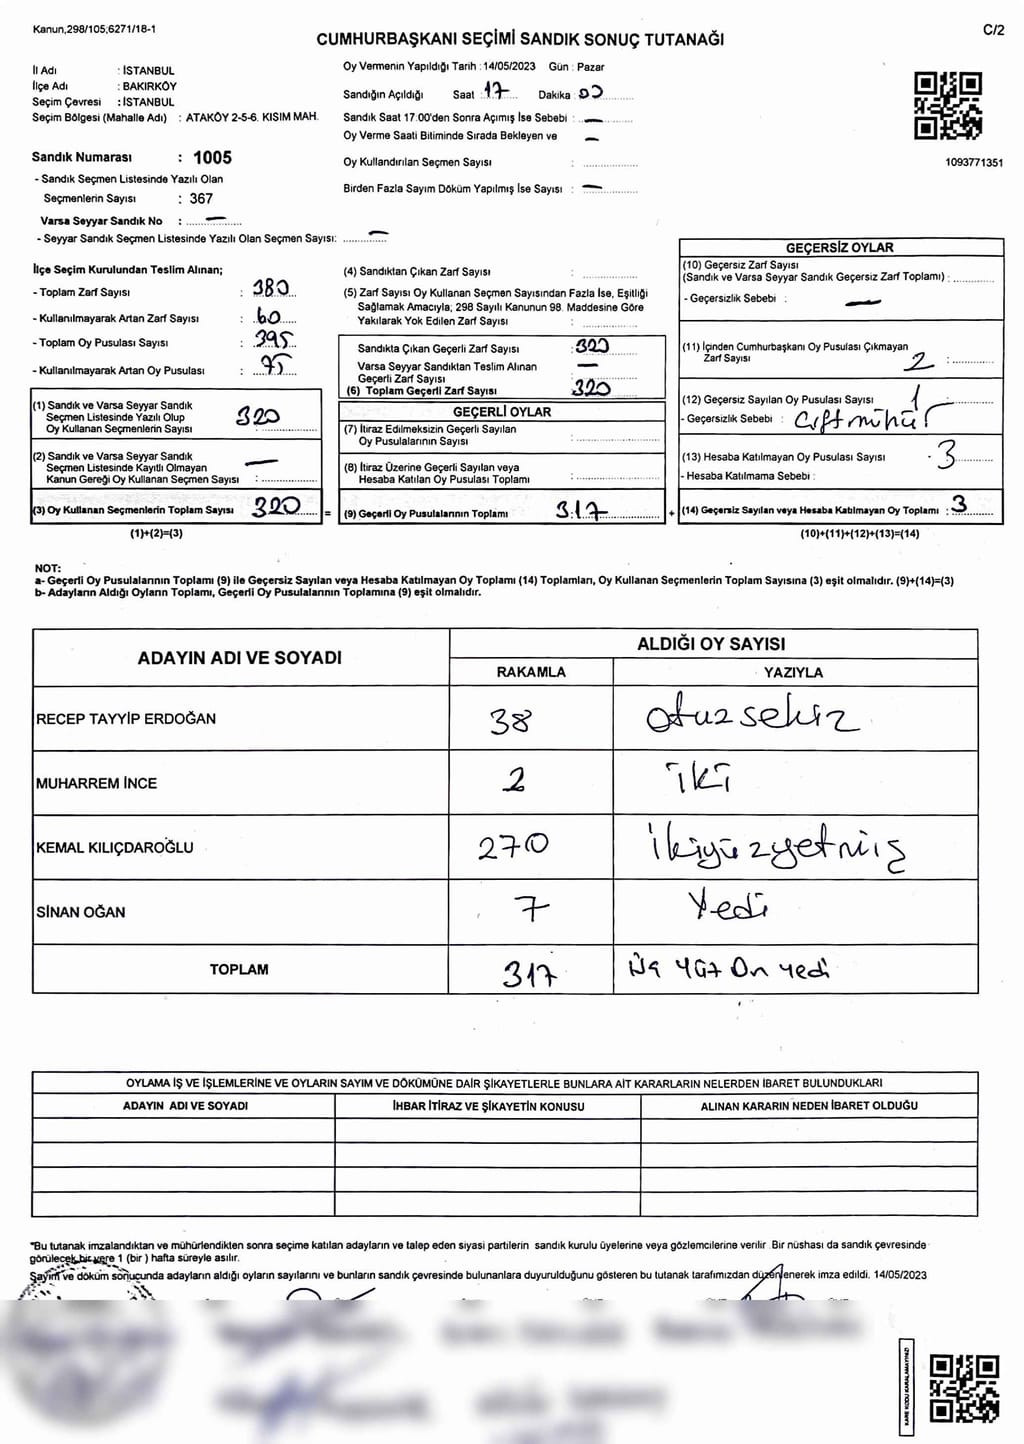 Kanun,298/105;6271/18-1
C/2
CUMHURBAŞKANI SEÇİMİ SANDIK SONUÇ TUTANAĞI
İl Adı : İSTANBUL
İlçe Adı : BAKIRKÖY
Seçim Çevresi : İSTANBUL
Seçim Bölgesi (Mahalle Adı) : ATAKÖY 2-5-6. KISIM MAH.
Sandık Numarası : 1005
- Sandık Seçmen Listesinde Yazılı Olan
Seçmenlerin Sayısı : 367
Varsa Seyyar Sandık No : —
- Seyyar Sandık Seçmen Listesinde Yazılı Olan Seçmen Sayısı: —
Oy Vermenin Yapıldığı Tarih : 14/05/2023 Gün : Pazar
Sandığın Açıldığı Saat : 17 Dakika : 00
Sandık Saat 17:00'den Sonra Açımış İse Sebebi : —
Oy Verme Saati Bitiminde Sırada Bekleyen ve —
Oy Kullandırılan Seçmen Sayısı :
Birden Fazla Sayım Döküm Yapılmış İse Sayısı : —
1093771351
İlçe Seçim Kurulundan Teslim Alınan;
- Toplam Zarf Sayısı : 380
- Kullanılmayarak Artan Zarf Sayısı : 60
- Toplam Oy Pusulası Sayısı : 395
- Kullanılmayarak Artan Oy Pusulası : 75
(1) Sandık ve Varsa Seyyar Sandık
Seçmen Listesinde Yazılı Olup
Oy Kullanan Seçmenlerin Sayısı 320
(2) Sandık ve Varsa Seyyar Sandık
Seçmen Listesinde Kayıtlı Olmayan
Kanun Gereği Oy Kullanan Seçmen Sayısı : —
(3) Oy Kullanan Seçmenlerin Toplam Sayısı 320 =
(1)+(2)=(3)
(4) Sandıktan Çıkan Zarf Sayısı :
(5) Zarf Sayısı Oy Kullanan Seçmen Sayısından Fazla İse, Eşitliği
Sağlamak Amacıyla; 298 Sayılı Kanunun 98. Maddesine Göre
Yakılarak Yok Edilen Zarf Sayısı :
Sandıkta Çıkan Geçerli Zarf Sayısı : 320
Varsa Seyyar Sandıktan Teslim Alınan
Geçerli Zarf Sayısı —
(6) Toplam Geçerli Zarf Sayısı 320
GEÇERLİ OYLAR
(7) İtiraz Edilmeksizin Geçerli Sayılan
Oy Pusulalarının Sayısı :
(8) İtiraz Üzerine Geçerli Sayılan veya
Hesaba Katılan Oy Pusulası Toplamı :
(9) Geçerli Oy Pusulalarının Toplamı 317 +
GEÇERSİZ OYLAR
(10) Geçersiz Zarf Sayısı
(Sandık ve Varsa Seyyar Sandık Geçersiz Zarf Toplamı) :
- Geçersizlik Sebebi : —
(11) İçinden Cumhurbaşkanı Oy Pusulası Çıkmayan
Zarf Sayısı 2 :
(12) Geçersiz Sayılan Oy Pusulası Sayısı 1
- Geçersizlik Sebebi : Çift mühür
(13) Hesaba Katılmayan Oy Pusulası Sayısı 3
- Hesaba Katılmama Sebebi :
(14) Geçersiz Sayılan veya Hesaba Katılmayan Oy Toplamı : 3
(10)+(11)+(12)+(13)=(14)
NOT:
a- Geçerli Oy Pusulalarının Toplamı (9) ile Geçersiz Sayılan veya Hesaba Katılmayan Oy Toplamı (14) Toplamları, Oy Kullanan Seçmenlerin Toplam Sayısına (3) eşit olmalıdır. (9)+(14)=(3)
b- Adayların Aldığı Oyların Toplamı, Geçerli Oy Pusulalarının Toplamına (9) eşit olmalıdır.
ADAYIN ADI VE SOYADI ALDIĞI OY SAYISI
RAKAMLA YAZIYLA
RECEP TAYYİP ERDOĞAN 38 otuz sekiz
MUHARREM İNCE 2 iki
KEMAL KILIÇDAROĞLU 270 ikiyüzyetmiş
SİNAN OĞAN 7 Yedi
TOPLAM 317 Üç yüz On yedi
OYLAMA İŞ VE İŞLEMLERİNE VE OYLARIN SAYIM VE DÖKÜMÜNE DAİR ŞİKAYETLERLE BUNLARA AİT KARARLARIN NELERDEN İBARET BULUNDUKLARI
ADAYIN ADI VE SOYADI İHBAR İTİRAZ VE ŞİKAYETİN KONUSU ALINAN KARARIN NEDEN İBARET OLDUĞU
*Bu tutanak imzalandıktan ve mühürlendikten sonra seçime katılan adayların ve talep eden siyasi partilerin sandık kurulu üyelerine veya gözlemcilerine verilir. Bir nüshası da sandık çevresinde
görülecek bir yere 1 (bir ) hafta süreyle asılır.
Sayım ve döküm sonucunda adayların aldığı oyların sayılarını ve bunların sandık çevresinde bulunanlara duyurulduğunu gösteren bu tutanak tarafımızdan düzenlenerek imza edildi. 14/05/2023
KARE KODU KARALAMAYINIZ!